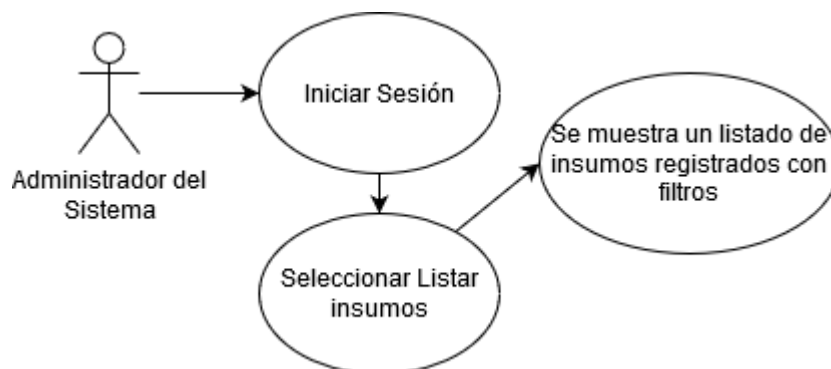 Iniciar Sesión
Administrador del
Sistema
Se muestra un listado de
insumos registrados con
filtros
Seleccionar Listar
insumos